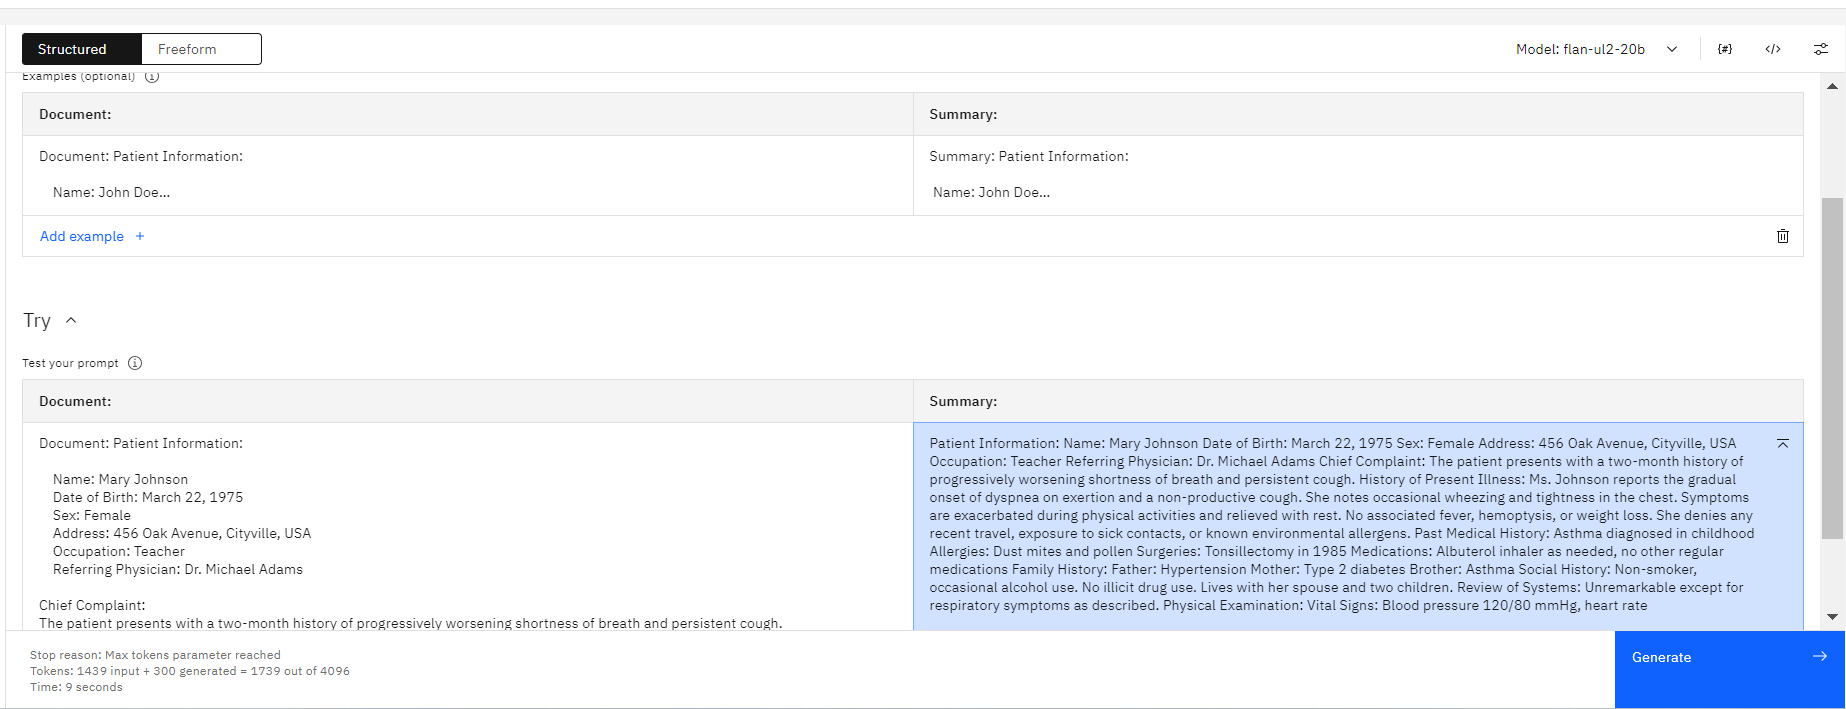 Structured
Freeform
Model: flan-ul2-20b
{#}
</>
Examples (optional)
Document:
Summary:
Document: Patient Information:
Name: John Doe...
Summary: Patient Information:
Name: John Doe...
Add example +
Try
Test your prompt
Document:
Summary:
Document: Patient Information:
Name: Mary Johnson
Date of Birth: March 22, 1975
Sex: Female
Address: 456 Oak Avenue, Cityville, USA
Occupation: Teacher
Referring Physician: Dr. Michael Adams
Chief Complaint:
The patient presents with a two-month history of progressively worsening shortness of breath and persistent cough.
Patient Information: Name: Mary Johnson Date of Birth: March 22, 1975 Sex: Female Address: 456 Oak Avenue, Cityville, USA
Occupation: Teacher Referring Physician: Dr. Michael Adams Chief Complaint: The patient presents with a two-month history of
progressively worsening shortness of breath and persistent cough. History of Present Illness: Ms. Johnson reports the gradual
onset of dyspnea on exertion and a non-productive cough. She notes occasional wheezing and tightness in the chest. Symptoms
are exacerbated during physical activities and relieved with rest. No associated fever, hemoptysis, or weight loss. She denies any
recent travel, exposure to sick contacts, or known environmental allergens. Past Medical History: Asthma diagnosed in childhood
Allergies: Dust mites and pollen Surgeries: Tonsillectomy in 1985 Medications: Albuterol inhaler as needed, no other regular
medications Family History: Father: Hypertension Mother: Type 2 diabetes Brother: Asthma Social History: Non-smoker,
occasional alcohol use. No illicit drug use. Lives with her spouse and two children. Review of Systems: Unremarkable except for
respiratory symptoms as described. Physical Examination: Vital Signs: Blood pressure 120/80 mmHg, heart rate
Stop reason: Max tokens parameter reached
Tokens: 1439 input + 300 generated = 1739 out of 4096
Time: 9 seconds
Generate